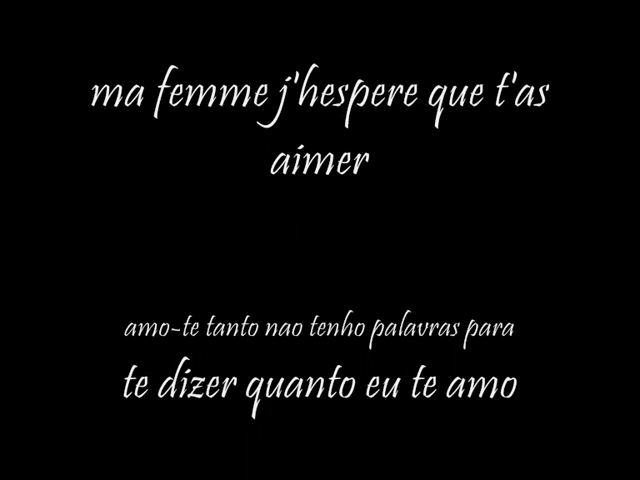 ma femme j'hespere que t'as
aimer
amo-te tanto nao tenho palavras para
te dizer quanto eu te amo